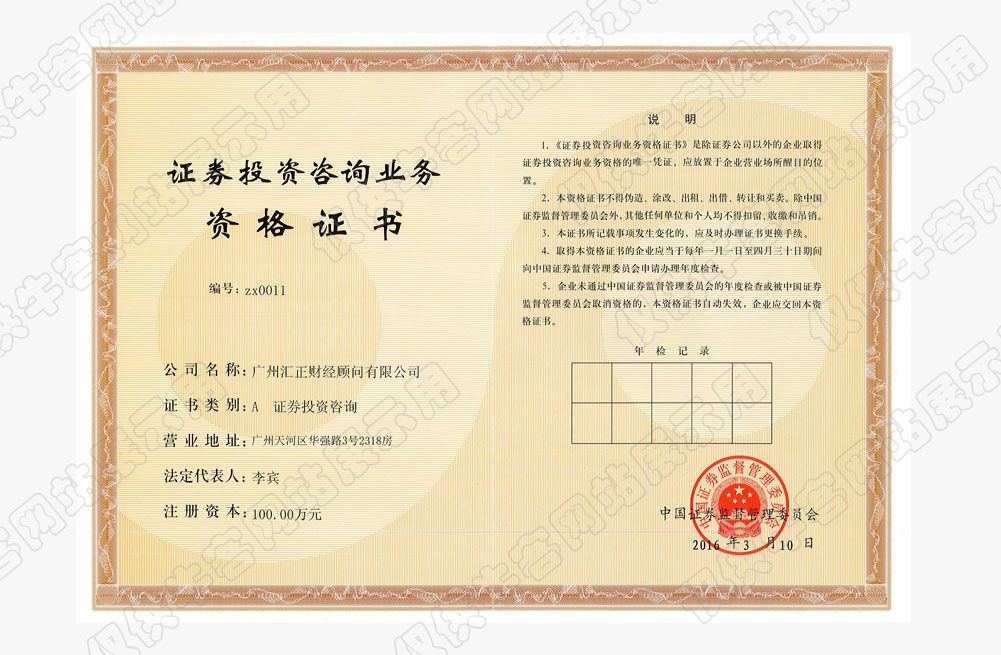 证券投资咨询业务
资格证书
编号：zx0011
公司名称：广州汇正财经顾问有限公司
证书类别：A 证券投资咨询
营业地址：广州天河区华强路3号2318房
法定代表人：李宾
注册资本：100.00万元
说 明
1.《证券投资咨询业务资格证书》是除证券公司以外的企业取得
证券投资咨询业务资格的唯一凭证，应放置于企业营业场所醒目的位
置。
2．本资格证书不得伪造、涂改、出租、出借、转让和买卖。除中国
证券监督管理委员会外，其他任何单位和个人均不得扣留、收缴和吊销。
3．本证书所记载事项发生变化的，应及时办理证书更换手续。
4．取得本资格证书的企业应当于每年一月一日至四月三十日期间
向中国证券监督管理委员会申请办理年度检查。
5．企业未通过中国证券监督管理委员会的年度检查或被中国证券
监督管理委员会取消资格的，本资格证书自动失效，企业应交回本资
格证书。
年 检 记 录
中国证券监督管理委员会
中国证券监督管理委员会
2016 年 3 月 10 日
仅供牛客网站展示用